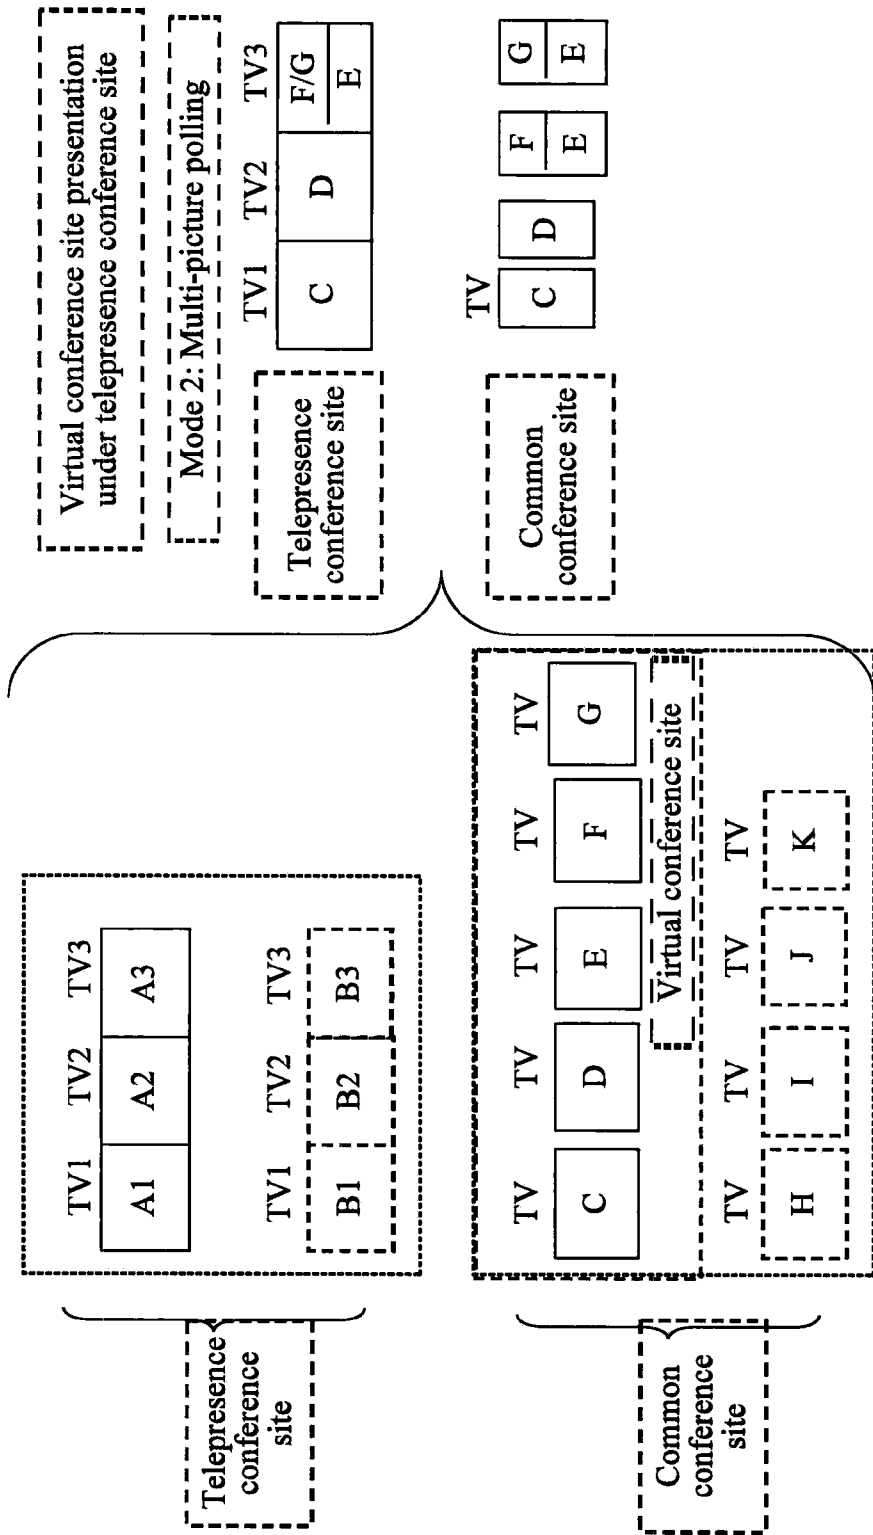 Telepresence
conference
site
TV1 TV2 TV3
A1 A2 A3
TV1 TV2 TV3
B1 B2 B3
Common
conference
site
TV TV TV TV TV
C D E F G
Virtual conference site
TV TV TV TV
H I J K
Virtual conference site presentation
under telepresence conference site
Mode 2: Multi-picture polling
Telepresence
conference site
TV1 TV2 TV3
C D F/G
E
Common
conference site
TV
C D F G
E E